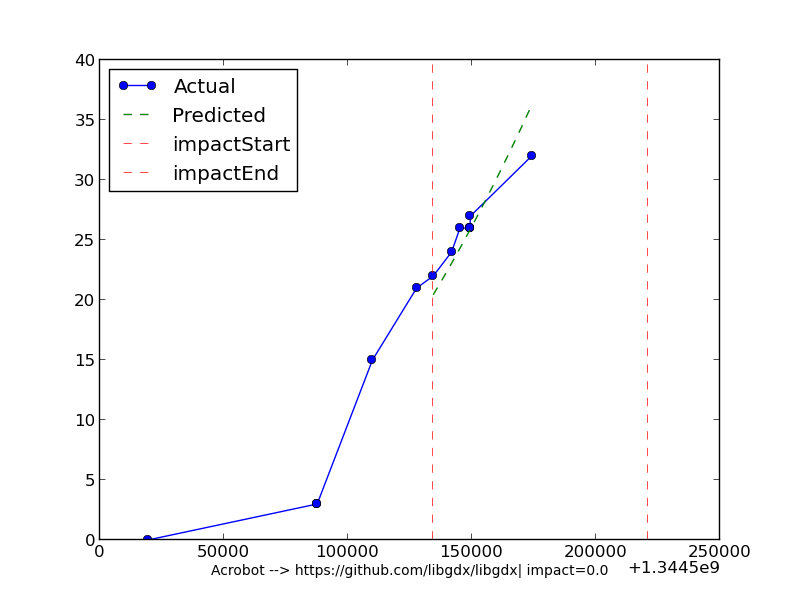 40
35
30
25
20
15
10
5
0
Actual
Predicted
impactStart
impactEnd
0 50000 100000 150000 200000 250000
+1.3445e9
Acrobot --> https://github.com/libgdx/libgdx| impact=0.0